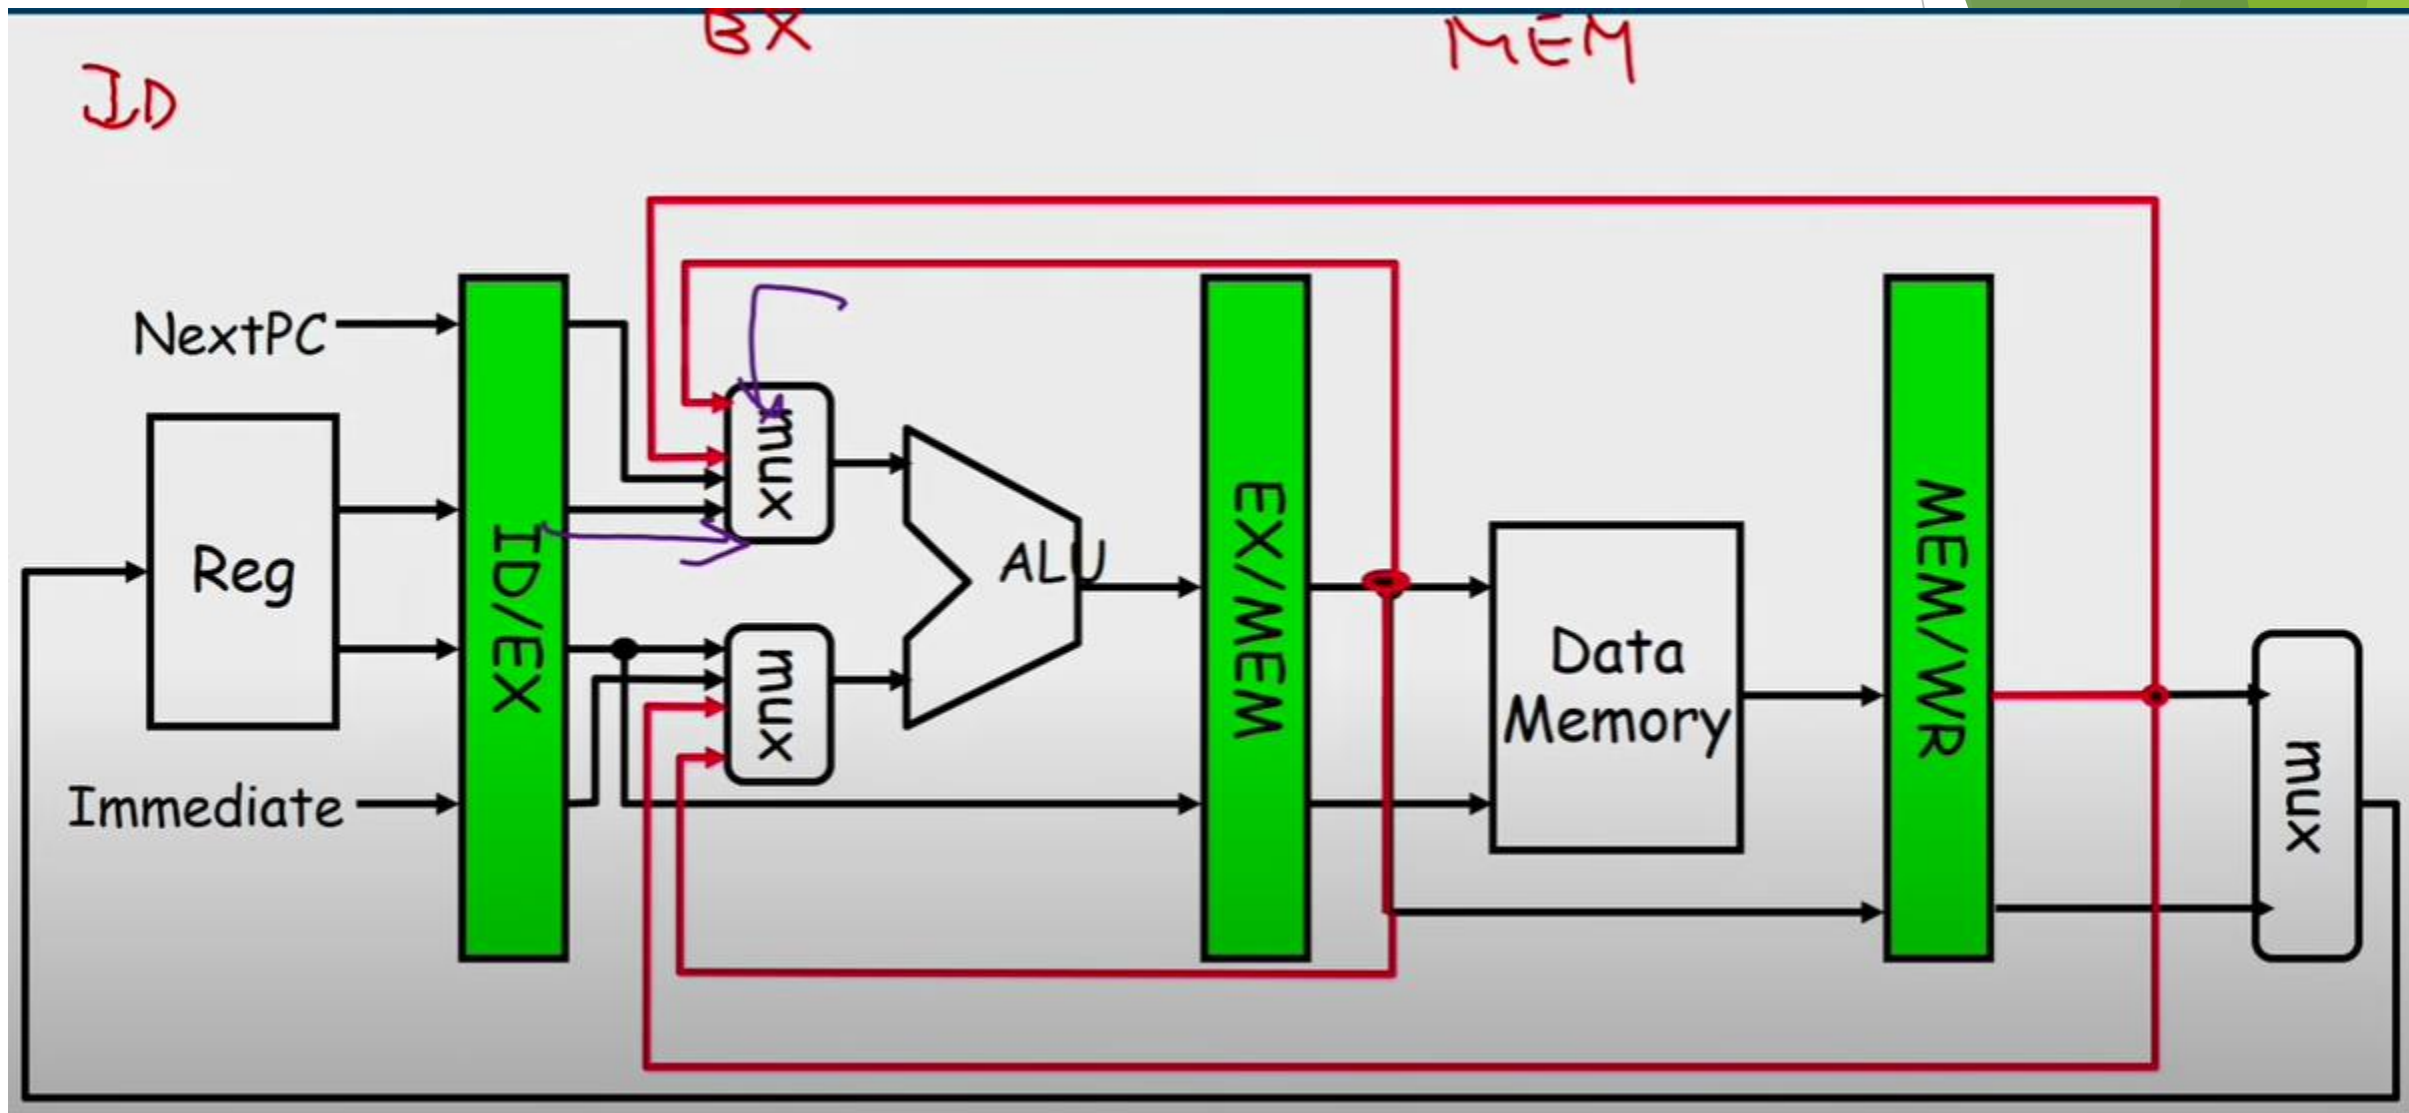 EX
MEM
ID
NextPC
mux
Reg
ID/EX
ALU
EX/MEM
MEM/WR
Data
Memory
mux
mux
Immediate